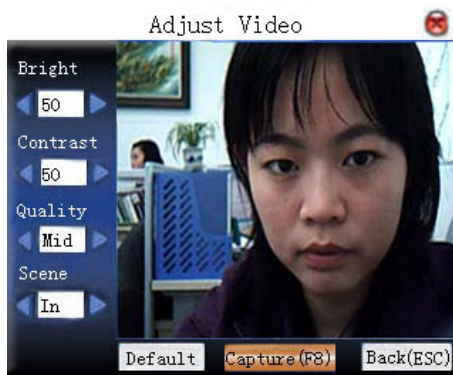 Adjust Video
Bright
50
Contrast
50
Quality
Mid
Scene
In
Default Capture(F8) Back(ESC)